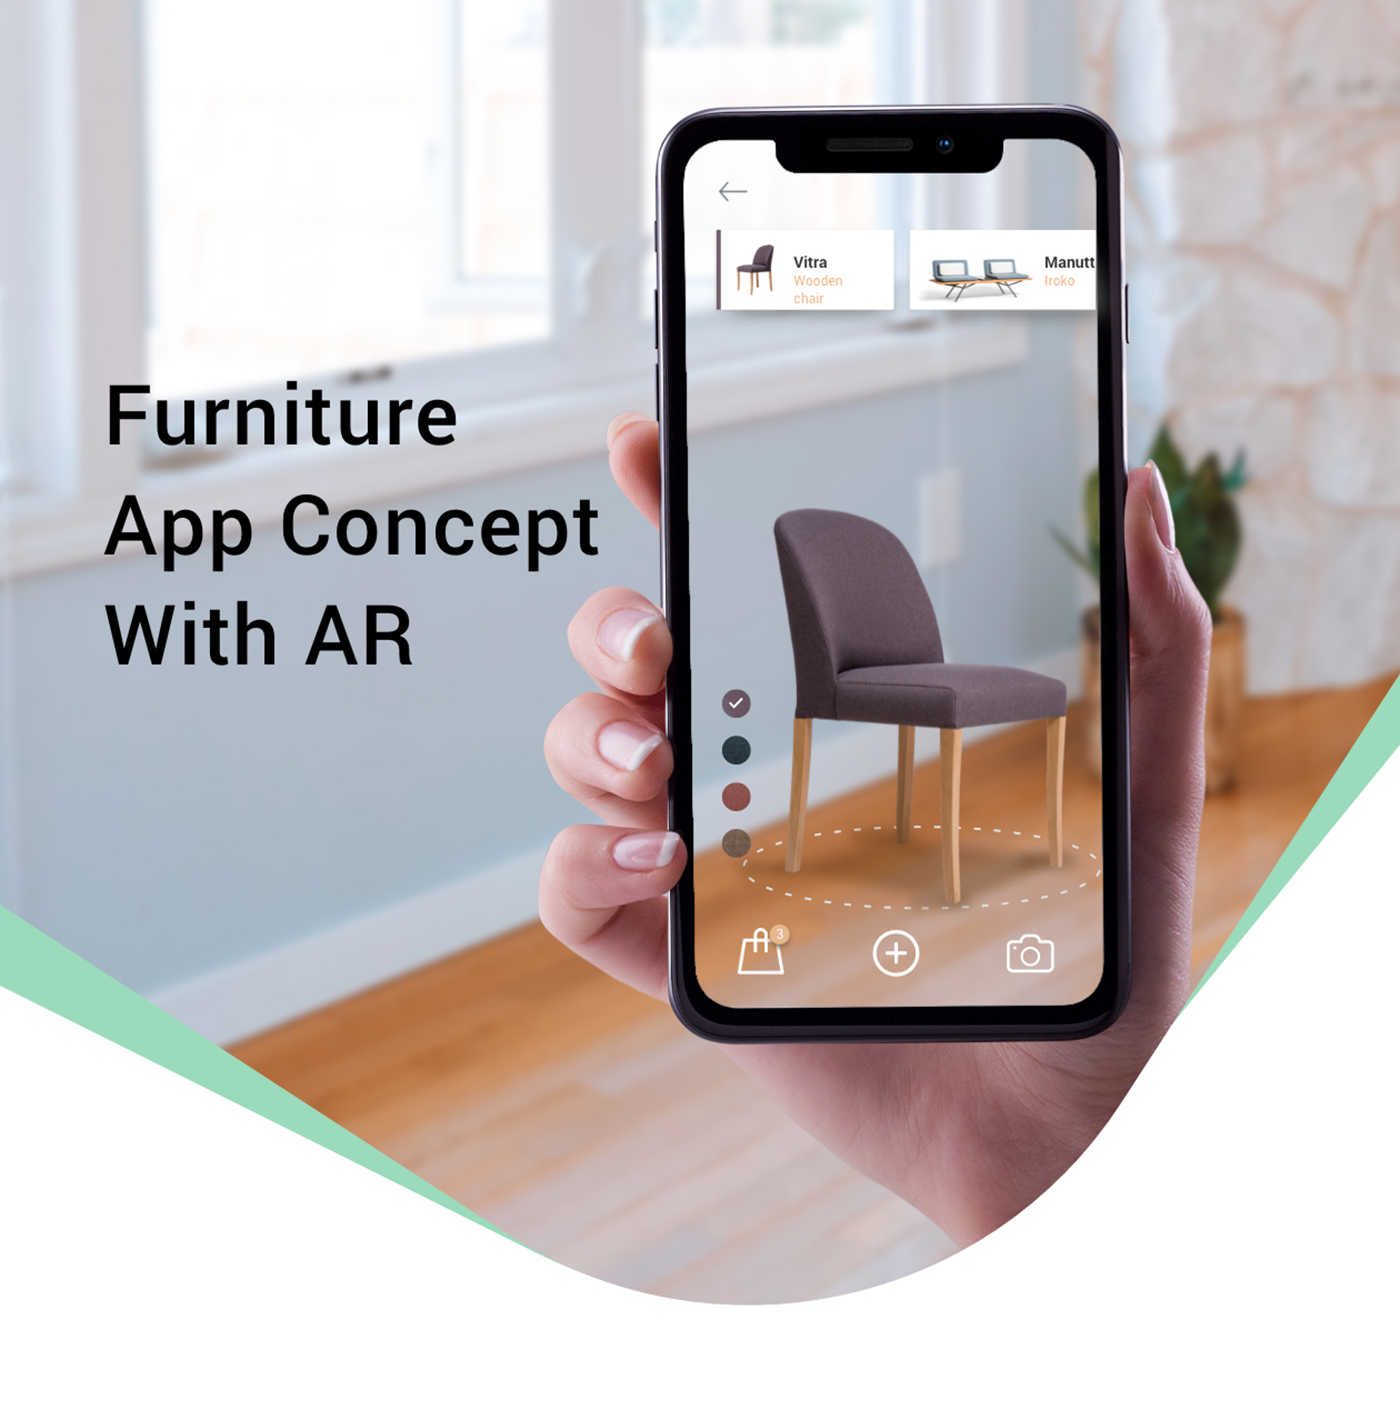 Furniture
App Concept
With AR
Vitra
Wooden
chair
Manutt
Iroko
3